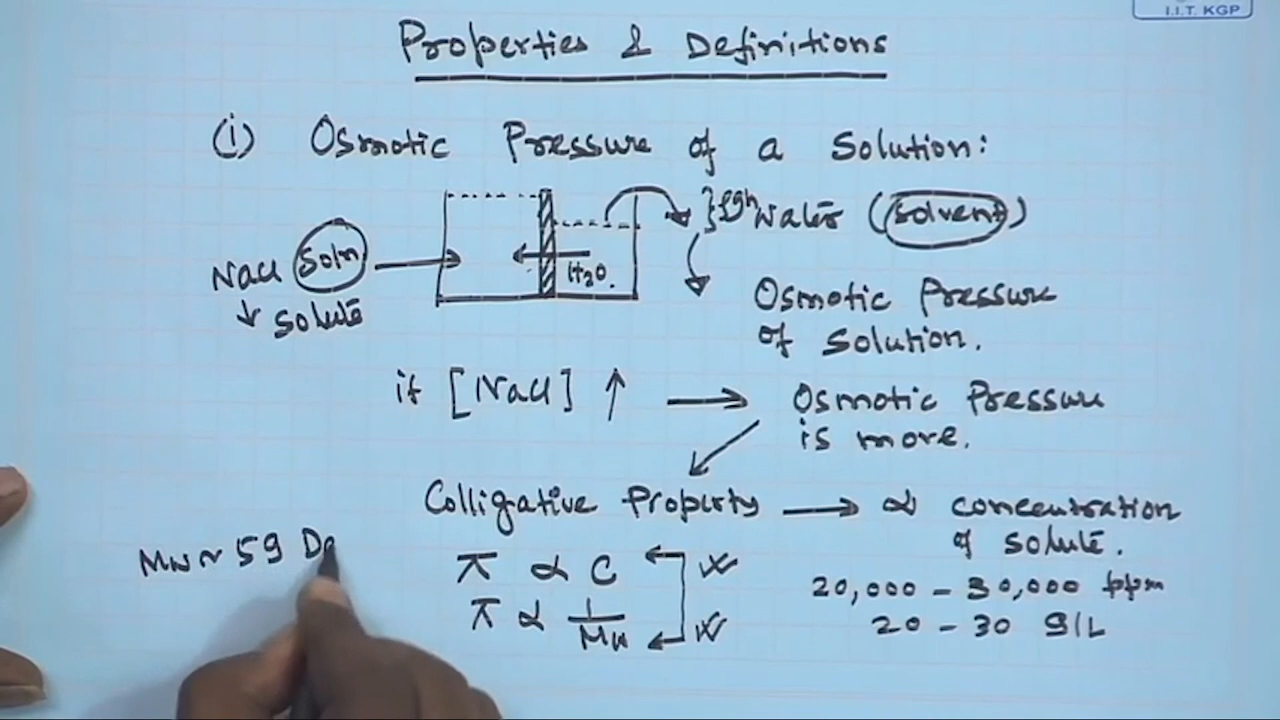 I.I.T. KGP
Properties & Definitions
(i) Osmotic Pressure of a Solution:
}ρgh Water (solvent)
NaCl Soln
H₂O.
↓ solute
Osmotic Pressure
of solution.
if [NaCl] ↑ → Osmotic Pressure
is more.
Colligative Property → α concentration
of solute.
Mw ~ 59 Da
π α C
20,000 - 30,000 ppm
π α 1/Mw
20 - 30 g/L